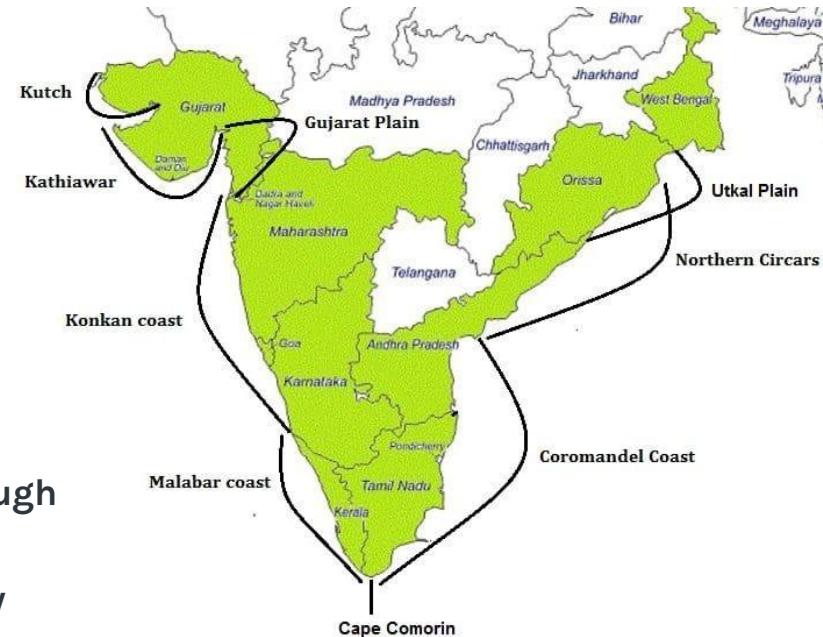 Bihar
Meghalaya
Jharkhand
Tripura
Kutch
Gujarat
Madhya Pradesh
West Bengal
Gujarat Plain
Chhattisgarh
Daman
and Diu
Kathiawar
Orissa
Utkal Plain
Dadra and
Nagar Haveli
Maharashtra
Northern Circars
Telangana
Konkan coast
Goa
Andhra Pradesh
Karnataka
Pondicherry
Coromandel Coast
Malabar coast
Tamil Nadu
ugh
Kerala
Cape Comorin